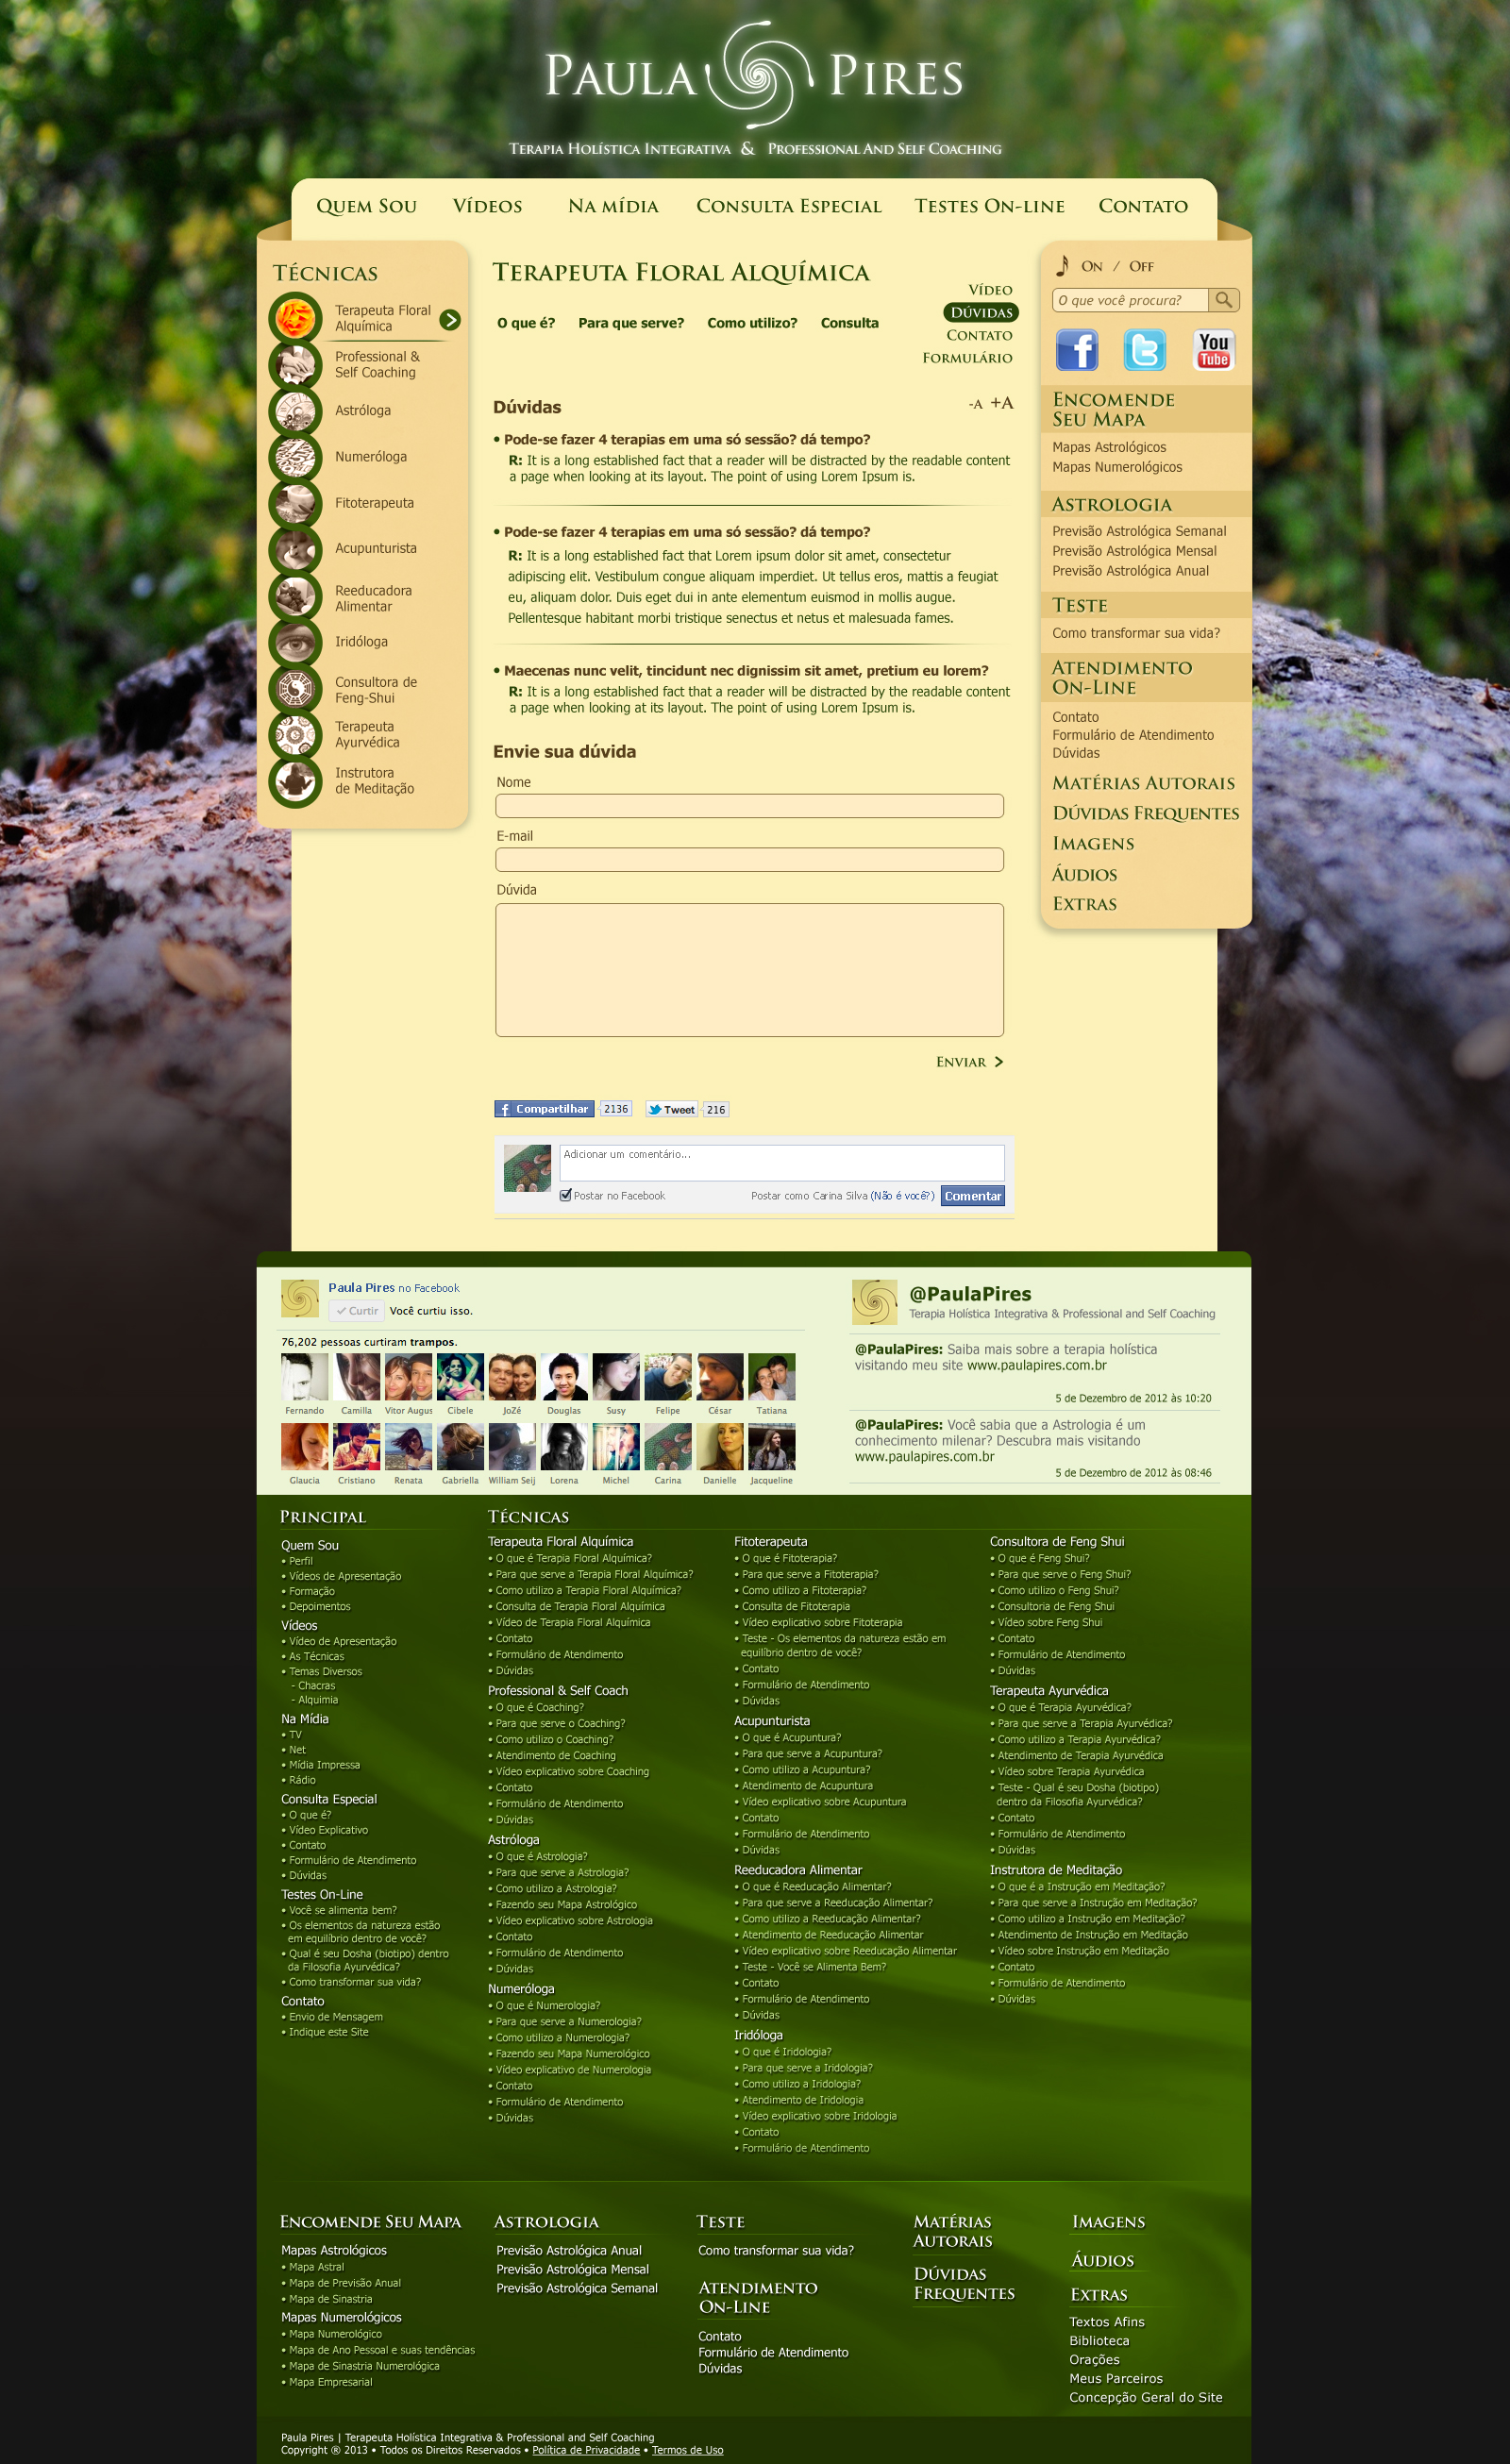 PAULA PIRES
TERAPIA HOLÍSTICA INTEGRATIVA & PROFESSIONAL AND SELF COACHING
QUEM SOU VÍDEOS NA MÍDIA CONSULTA ESPECIAL TESTES ON-LINE CONTATO
TÉCNICAS
Terapeuta Floral
Alquímica
Professional &
Self Coaching
Astróloga
Numeróloga
Fitoterapeuta
Acupunturista
Reeducadora
Alimentar
Iridóloga
Consultora de
Feng-Shui
Terapeuta
Ayurvédica
Instrutora
de Meditação
TERAPEUTA FLORAL ALQUÍMICA
O que é? Para que serve? Como utilizo? Consulta
VÍDEO
DÚVIDAS
CONTATO
FORMULÁRIO
Dúvidas
-A +A
• Pode-se fazer 4 terapias em uma só sessão? dá tempo?
R: It is a long established fact that a reader will be distracted by the readable content
a page when looking at its layout. The point of using Lorem Ipsum is.
• Pode-se fazer 4 terapias em uma só sessão? dá tempo?
R: It is a long established fact that Lorem ipsum dolor sit amet, consectetur
adipiscing elit. Vestibulum congue aliquam imperdiet. Ut tellus eros, mattis a feugiat
eu, aliquam dolor. Duis eget dui in ante elementum euismod in mollis augue.
Pellentesque habitant morbi tristique senectus et netus et malesuada fames.
• Maecenas nunc velit, tincidunt nec dignissim sit amet, pretium eu lorem?
R: It is a long established fact that a reader will be distracted by the readable content
a page when looking at its layout. The point of using Lorem Ipsum is.
Envie sua dúvida
Nome
E-mail
Dúvida
ENVIAR
Compartilhar 2136 Tweet 216
Adicionar um comentário...
Postar no Facebook Postar como Carina Silva (Não é você?) Comentar
ON / OFF
O que você procura?
You Tube
ENCOMENDE
SEU MAPA
Mapas Astrológicos
Mapas Numerológicos
ASTROLOGIA
Previsão Astrológica Semanal
Previsão Astrológica Mensal
Previsão Astrológica Anual
TESTE
Como transformar sua vida?
ATENDIMENTO
ON-LINE
Contato
Formulário de Atendimento
Dúvidas
MATÉRIAS AUTORAIS
DÚVIDAS FREQUENTES
IMAGENS
ÁUDIOS
EXTRAS
Paula Pires no Facebook
Curtir Você curtiu isso.
76,202 pessoas curtiram trampos.
Fernando Camilla Vitor Augus Cibele JoZé Douglas Susy Felipe César Tatiana
Glaucia Cristiano Renata Gabriella William Seij Lorena Michel Carina Danielle Jacqueline
@PaulaPires
Terapia Holística Integrativa & Professional and Self Coaching
@PaulaPires: Saiba mais sobre a terapia holística
visitando meu site www.paulapires.com.br
5 de Dezembro de 2012 às 10:20
@PaulaPires: Você sabia que a Astrologia é um
conhecimento milenar? Descubra mais visitando
www.paulapires.com.br
5 de Dezembro de 2012 às 08:46
PRINCIPAL
Quem Sou
• Perfil
• Vídeos de Apresentação
• Formação
• Depoimentos
Vídeos
• Vídeo de Apresentação
• As Técnicas
• Temas Diversos
- Chacras
- Alquimia
Na Mídia
• TV
• Net
• Mídia Impressa
• Rádio
Consulta Especial
• O que é?
• Vídeo Explicativo
• Contato
• Formulário de Atendimento
• Dúvidas
Testes On-Line
• Você se alimenta bem?
• Os elementos da natureza estão
em equilíbrio dentro de você?
• Qual é seu Dosha (biotipo) dentro
da Filosofia Ayurvédica?
• Como transformar sua vida?
Contato
• Envio de Mensagem
• Indique este Site
TÉCNICAS
Terapeuta Floral Alquímica
• O que é Terapia Floral Alquímica?
• Para que serve a Terapia Floral Alquímica?
• Como utilizo a Terapia Floral Alquímica?
• Consulta de Terapia Floral Alquímica
• Vídeo de Terapia Floral Alquímica
• Contato
• Formulário de Atendimento
• Dúvidas
Professional & Self Coach
• O que é Coaching?
• Para que serve o Coaching?
• Como utilizo o Coaching?
• Atendimento de Coaching
• Vídeo explicativo sobre Coaching
• Contato
• Formulário de Atendimento
• Dúvidas
Astróloga
• O que é Astrologia?
• Para que serve a Astrologia?
• Como utilizo a Astrologia?
• Fazendo seu Mapa Astrológico
• Vídeo explicativo sobre Astrologia
• Contato
• Formulário de Atendimento
• Dúvidas
Numeróloga
• O que é Numerologia?
• Para que serve a Numerologia?
• Como utilizo a Numerologia?
• Fazendo seu Mapa Numerológico
• Vídeo explicativo de Numerologia
• Contato
• Formulário de Atendimento
• Dúvidas
Fitoterapeuta
• O que é Fitoterapia?
• Para que serve a Fitoterapia?
• Como utilizo a Fitoterapia?
• Consulta de Fitoterapia
• Vídeo explicativo sobre Fitoterapia
• Teste - Os elementos da natureza estão em
equilíbrio dentro de você?
• Contato
• Formulário de Atendimento
• Dúvidas
Acupunturista
• O que é Acupuntura?
• Para que serve a Acupuntura?
• Como utilizo a Acupuntura?
• Atendimento de Acupuntura
• Vídeo explicativo sobre Acupuntura
• Contato
• Formulário de Atendimento
• Dúvidas
Reeducadora Alimentar
• O que é Reeducação Alimentar?
• Para que serve a Reeducação Alimentar?
• Como utilizo a Reeducação Alimentar?
• Atendimento de Reeducação Alimentar
• Vídeo explicativo sobre Reeducação Alimentar
• Teste - Você se Alimenta Bem?
• Contato
• Formulário de Atendimento
• Dúvidas
Iridóloga
• O que é Iridologia?
• Para que serve a Iridologia?
• Como utilizo a Iridologia?
• Atendimento de Iridologia
• Vídeo explicativo sobre Iridologia
• Contato
• Formulário de Atendimento
Consultora de Feng Shui
• O que é Feng Shui?
• Para que serve o Feng Shui?
• Como utilizo o Feng Shui?
• Consultoria de Feng Shui
• Vídeo sobre Feng Shui
• Contato
• Formulário de Atendimento
• Dúvidas
Terapeuta Ayurvédica
• O que é Terapia Ayurvédica?
• Para que serve a Terapia Ayurvédica?
• Como utilizo a Terapia Ayurvédica?
• Atendimento de Terapia Ayurvédica
• Vídeo sobre Terapia Ayurvédica
• Teste - Qual é seu Dosha (biotipo)
dentro da Filosofia Ayurvédica?
• Contato
• Formulário de Atendimento
• Dúvidas
Instrutora de Meditação
• O que é a Instrução em Meditação?
• Para que serve a Instrução em Meditação?
• Como utilizo a Instrução em Meditação?
• Atendimento de Instrução em Meditação
• Vídeo sobre Instrução em Meditação
• Contato
• Formulário de Atendimento
• Dúvidas
ENCOMENDE SEU MAPA
Mapas Astrológicos
• Mapa Astral
• Mapa de Previsão Anual
• Mapa de Sinastria
Mapas Numerológicos
• Mapa Numerológico
• Mapa de Ano Pessoal e suas tendências
• Mapa de Sinastria Numerológica
• Mapa Empresarial
ASTROLOGIA
Previsão Astrológica Anual
Previsão Astrológica Mensal
Previsão Astrológica Semanal
TESTE
Como transformar sua vida?
ATENDIMENTO
ON-LINE
Contato
Formulário de Atendimento
Dúvidas
MATÉRIAS
AUTORAIS
DÚVIDAS
FREQUENTES
IMAGENS
ÁUDIOS
EXTRAS
Textos Afins
Biblioteca
Orações
Meus Parceiros
Concepção Geral do Site
Paula Pires | Terapeuta Holística Integrativa & Professional and Self Coaching
Copyright ® 2013 • Todos os Direitos Reservados • Política de Privacidade • Termos de Uso